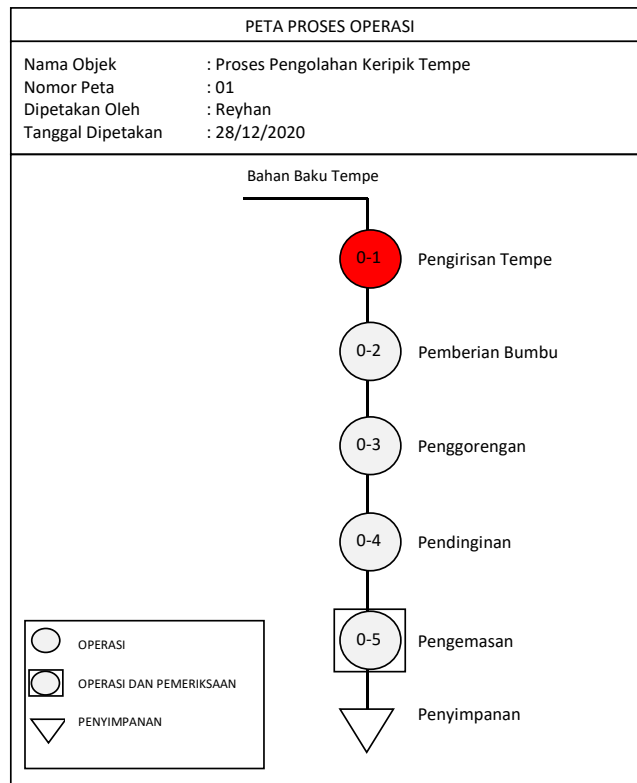 PETA PROSES OPERASI
Nama Objek : Proses Pengolahan Keripik Tempe
Nomor Peta : 01
Dipetakan Oleh : Reyhan
Tanggal Dipetakan : 28/12/2020
Bahan Baku Tempe
0-1 Pengirisan Tempe
0-2 Pemberian Bumbu
0-3 Penggorengan
0-4 Pendinginan
0-5 Pengemasan
Penyimpanan
OPERASI
OPERASI DAN PEMERIKSAAN
PENYIMPANAN